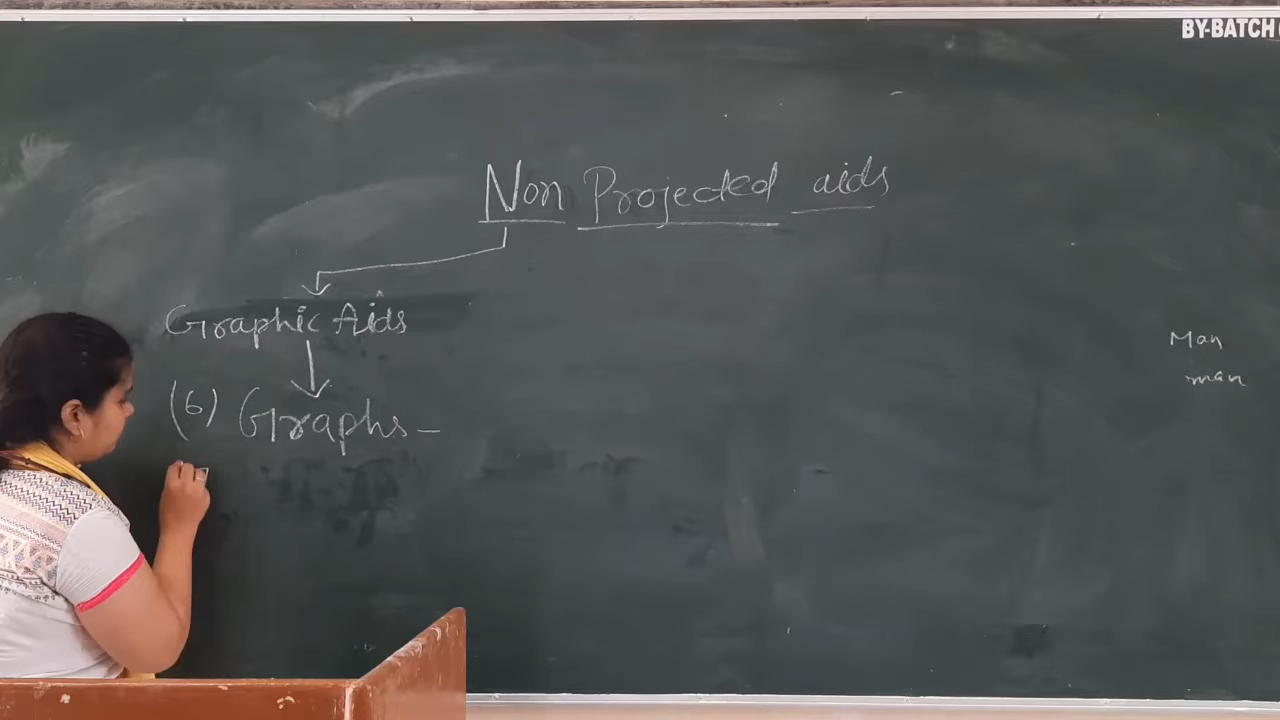 BY-BATCH
Non Projected aids
Graphic Aids
(6) Graphs -
Man
man